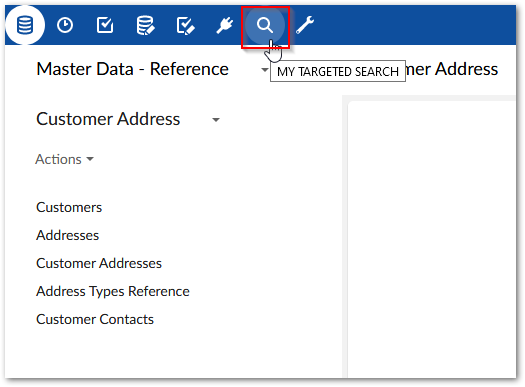 Master Data - Reference
mer Address
MY TARGETED SEARCH
Customer Address
Actions
Customers
Addresses
Customer Addresses
Address Types Reference
Customer Contacts